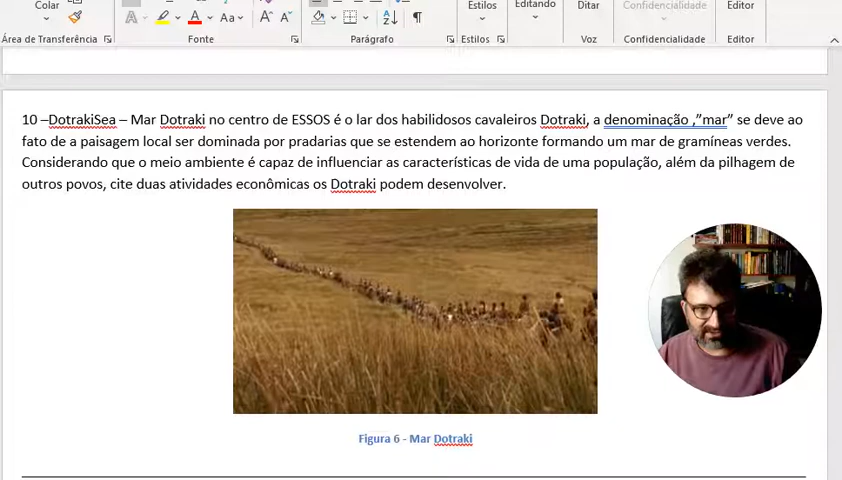 Colar
Estilos
Editando
Ditar
Confidencialidade
Editor
A
A
Aa
A
A
¶
Área de Transferência
Fonte
Parágrafo
Estilos
Voz
Confidencialidade
Editor
10 –DotrakiSea – Mar Dotraki no centro de ESSOS é o lar dos habilidosos cavaleiros Dotraki, a denominação ,”mar” se deve ao
fato de a paisagem local ser dominada por pradarias que se estendem ao horizonte formando um mar de gramíneas verdes.
Considerando que o meio ambiente é capaz de influenciar as características de vida de uma população, além da pilhagem de
outros povos, cite duas atividades econômicas os Dotraki podem desenvolver.
Figura 6 - Mar Dotraki